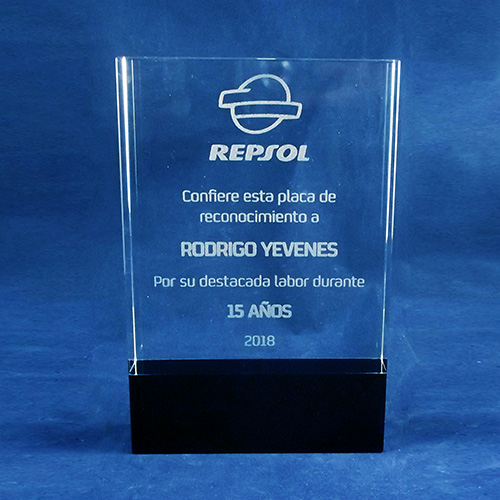 REPSOL
Confiere esta placa de
reconocimiento a
RODRIGO YEVENES
Por su destacada labor durante
15 AÑOS
2018